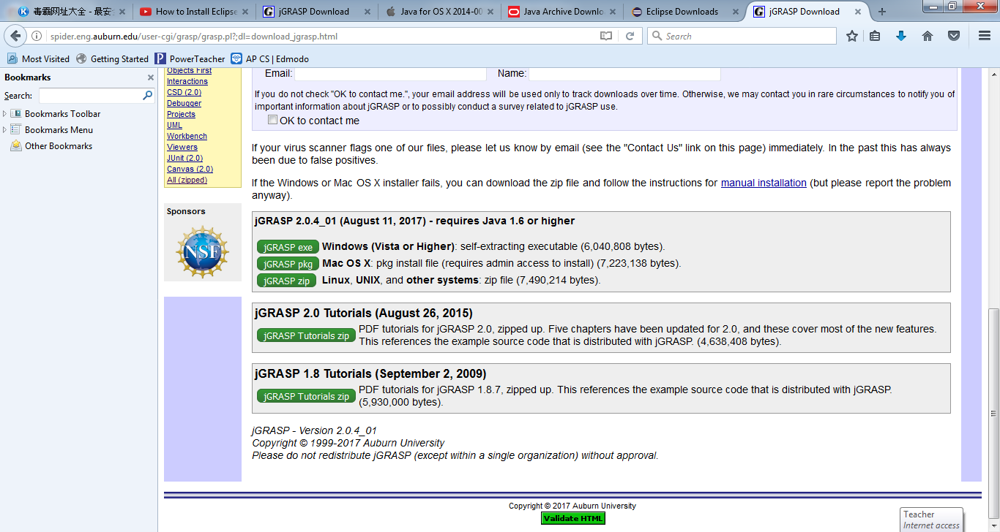 毒霸网址大全 - 最安
How to Install Eclipse
jGRASP Download
Java for OS X 2014-00
Java Archive Downlo
Eclipse Downloads
jGRASP Download
spider.eng.auburn.edu/user-cgi/grasp/grasp.pl?;dl=download_jgrasp.html
Search
Most Visited
Getting Started
PowerTeacher
AP CS | Edmodo
Bookmarks
Search:
Bookmarks Toolbar
Bookmarks Menu
Other Bookmarks
Objects First
Interactions
CSD (2.0)
Debugger
Projects
UML
Workbench
Viewers
JUnit (2.0)
Canvas (2.0)
All (zipped)
Sponsors
NSF
Email:
Name:
If you do not check "OK to contact me.", your email address will be used only to track downloads over time. Otherwise, we may contact you in rare circumstances to notify you of
important information about jGRASP or to possibly conduct a survey related to jGRASP use.
OK to contact me
If your virus scanner flags one of our files, please let us know by email (see the "Contact Us" link on this page) immediately. In the past this has always
been due to false positives.
If the Windows or Mac OS X installer fails, you can download the zip file and follow the instructions for manual installation (but please report the problem
anyway).
jGRASP 2.0.4_01 (August 11, 2017) - requires Java 1.6 or higher
jGRASP exe Windows (Vista or Higher): self-extracting executable (6,040,808 bytes).
jGRASP pkg Mac OS X: pkg install file (requires admin access to install) (7,223,138 bytes).
jGRASP zip Linux, UNIX, and other systems: zip file (7,490,214 bytes).
jGRASP 2.0 Tutorials (August 26, 2015)
jGRASP Tutorials zip
PDF tutorials for jGRASP 2.0, zipped up. Five chapters have been updated for 2.0, and these cover most of the new features.
This references the example source code that is distributed with jGRASP. (4,638,408 bytes).
jGRASP 1.8 Tutorials (September 2, 2009)
jGRASP Tutorials zip
PDF tutorials for jGRASP 1.8.7, zipped up. This references the example source code that is distributed with jGRASP.
(5,930,000 bytes).
jGRASP - Version 2.0.4_01
Copyright © 1999-2017 Auburn University
Please do not redistribute jGRASP (except within a single organization) without approval.
Copyright © 2017 Auburn University
Validate HTML
Teacher
Internet access